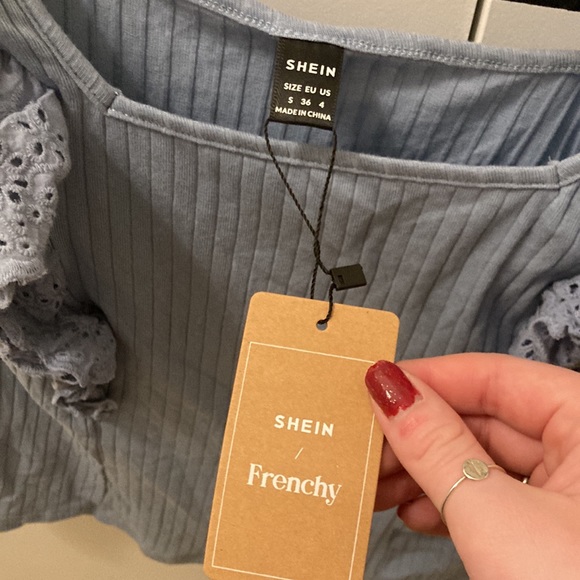 SHEIN
SIZE EU US
S 36 4
MADE IN CHINA
SHEIN
/
Frenchy